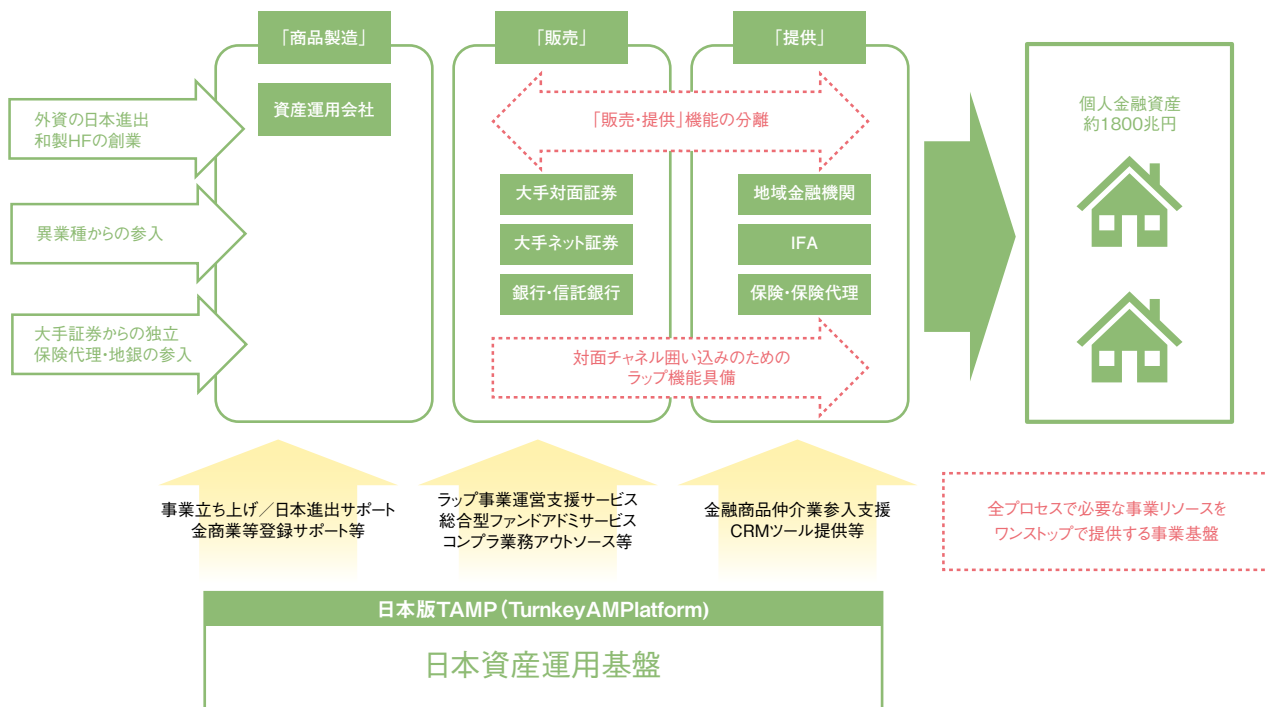 「商品製造」
「販売」
「提供」
外資の日本進出
和製HFの創業
資産運用会社
「販売・提供」機能の分離
個人金融資産
約1800兆円
異業種からの参入
大手対面証券
地域金融機関
大手ネット証券
IFA
銀行・信託銀行
保険・保険代理
大手証券からの独立
保険代理・地銀の参入
対面チャネル囲い込みのための
ラップ機能具備
事業立ち上げ／日本進出サポート
金商業等登録サポート等
ラップ事業運営支援サービス
総合型ファンドアドミサービス
コンプラ業務アウトソース等
金融商品仲介業参入支援
CRMツール提供等
全プロセスで必要な事業リソースを
ワンストップで提供する事業基盤
日本版TAMP（TurnkeyAMPlatform)
日本資産運用基盤